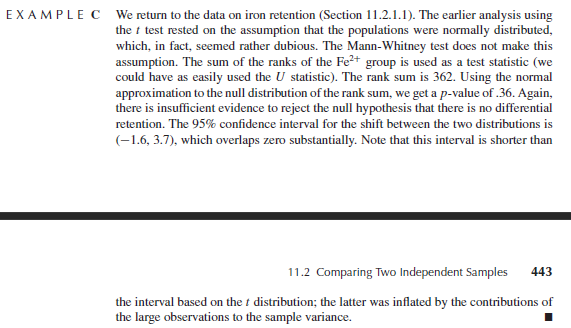 EXAMPLE C We return to the data on iron retention (Section 11.2.1.1). The earlier analysis using
the t test rested on the assumption that the populations were normally distributed,
which, in fact, seemed rather dubious. The Mann-Whitney test does not make this
assumption. The sum of the ranks of the Fe²⁺ group is used as a test statistic (we
could have as easily used the U statistic). The rank sum is 362. Using the normal
approximation to the null distribution of the rank sum, we get a p-value of .36. Again,
there is insufficient evidence to reject the null hypothesis that there is no differential
retention. The 95% confidence interval for the shift between the two distributions is
(−1.6, 3.7), which overlaps zero substantially. Note that this interval is shorter than
11.2 Comparing Two Independent Samples 443
the interval based on the t distribution; the latter was inflated by the contributions of
the large observations to the sample variance.